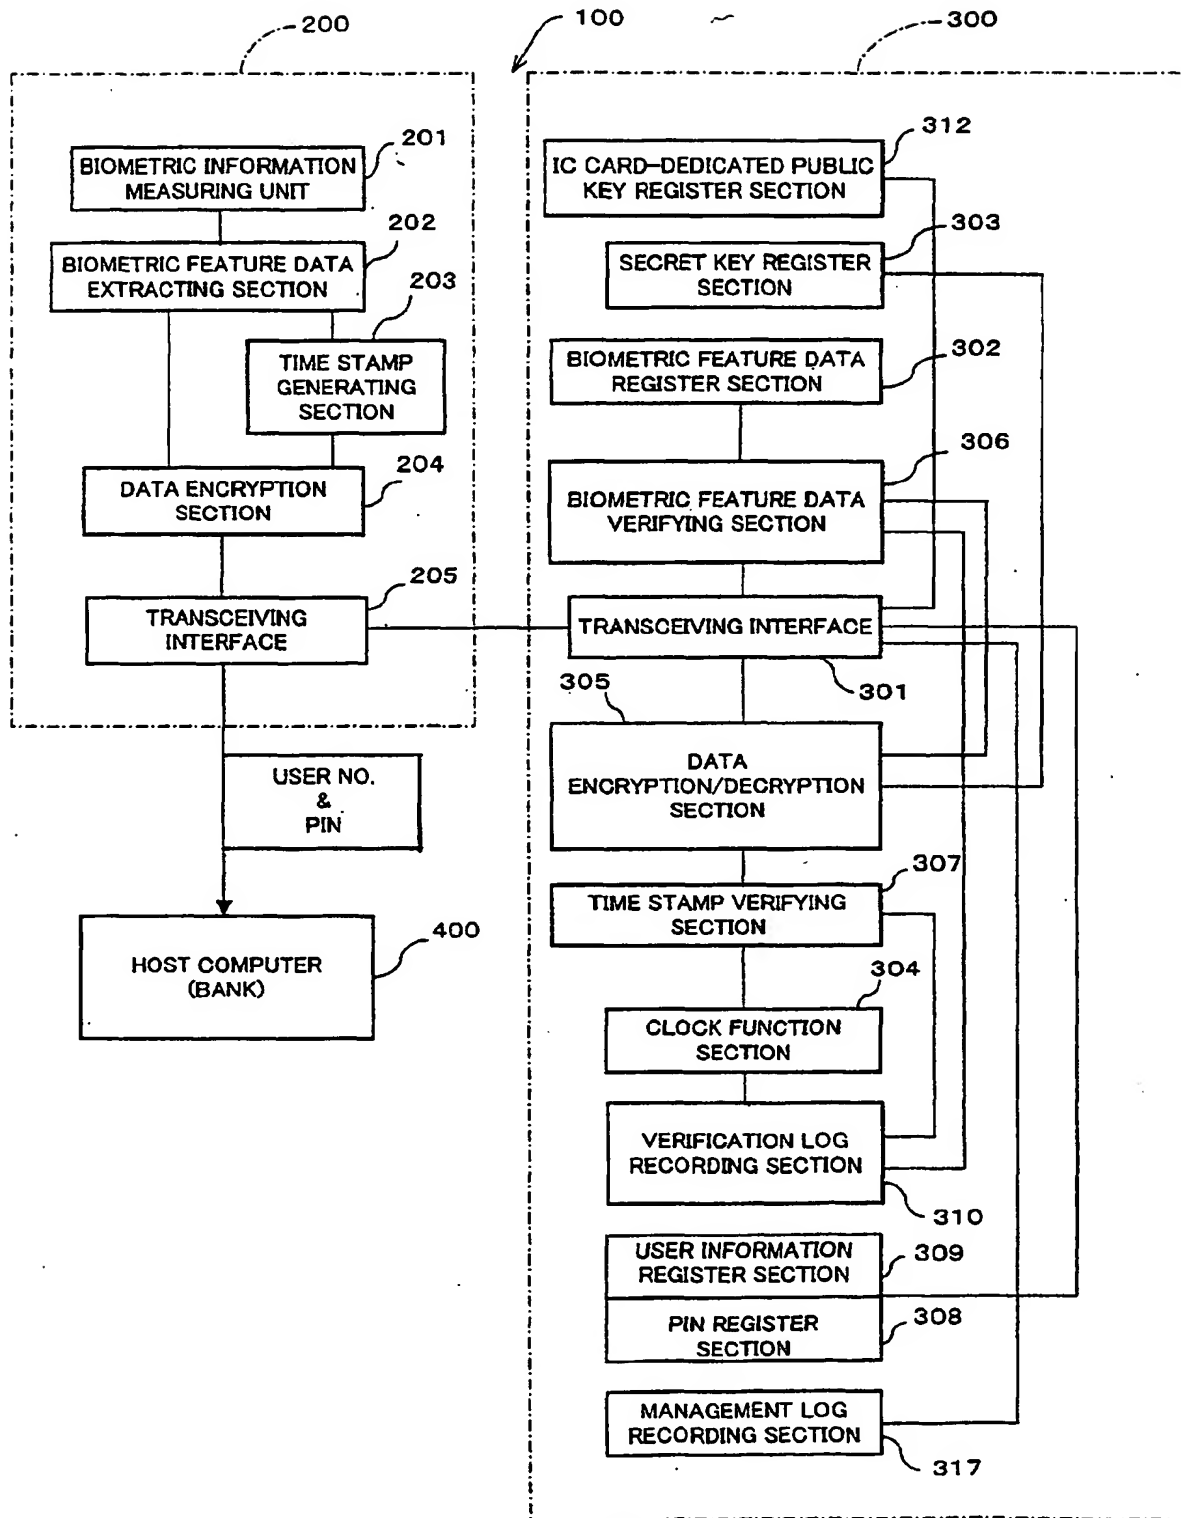 200
100
300
201
BIOMETRIC INFORMATION
MEASURING UNIT
202
BIOMETRIC FEATURE DATA
EXTRACTING SECTION
203
TIME STAMP
GENERATING
SECTION
204
DATA ENCRYPTION
SECTION
205
TRANSCEIVING
INTERFACE
USER NO.
&
PIN
400
HOST COMPUTER
(BANK)
312
IC CARD-DEDICATED PUBLIC
KEY REGISTER SECTION
303
SECRET KEY REGISTER
SECTION
302
BIOMETRIC FEATURE DATA
REGISTER SECTION
306
BIOMETRIC FEATURE DATA
VERIFYING SECTION
TRANSCEIVING INTERFACE
301
305
DATA
ENCRYPTION/DECRYPTION
SECTION
307
TIME STAMP VERIFYING
SECTION
304
CLOCK FUNCTION
SECTION
VERIFICATION LOG
RECORDING SECTION
310
USER INFORMATION
REGISTER SECTION
309
PIN REGISTER
SECTION
308
MANAGEMENT LOG
RECORDING SECTION
317